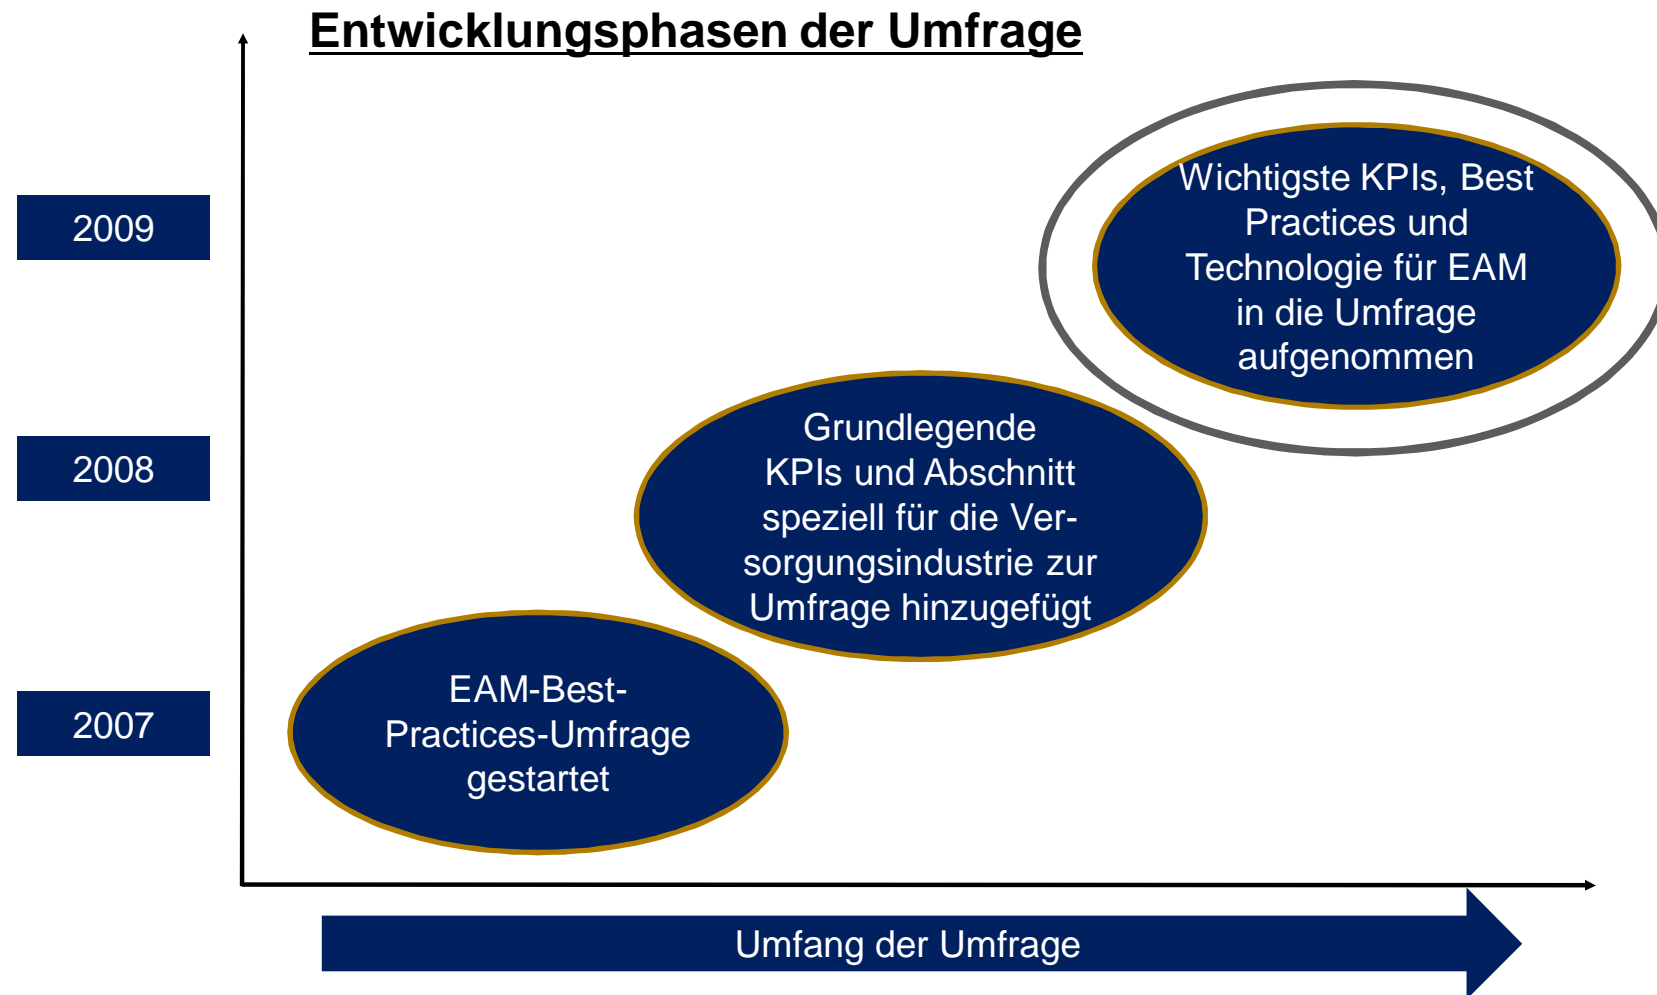 Entwicklungsphasen der Umfrage
2009
Wichtigste KPIs, Best
Practices und
Technologie für EAM
in die Umfrage
aufgenommen
2008
Grundlegende
KPIs und Abschnitt
speziell für die Ver-
sorgungsindustrie zur
Umfrage hinzugefügt
2007
EAM-Best-
Practices-Umfrage
gestartet
Umfang der Umfrage